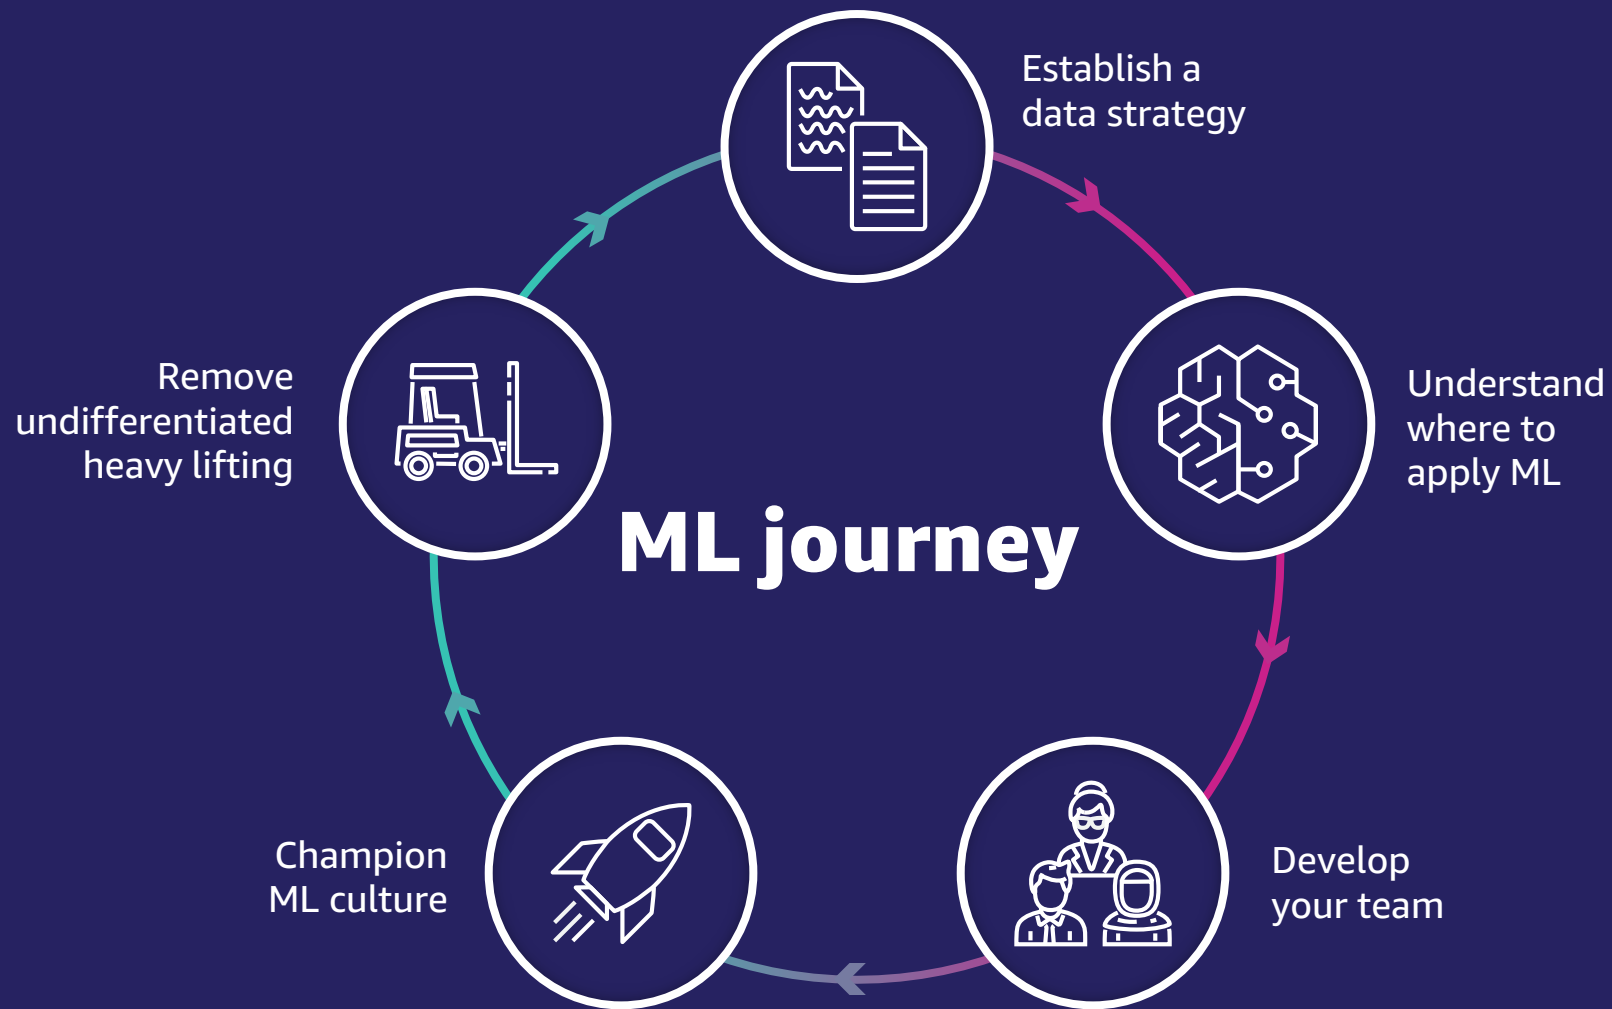 Establish a
data strategy
Understand
where to
apply ML
Develop
your team
Champion
ML culture
Remove
undifferentiated
heavy lifting
ML journey